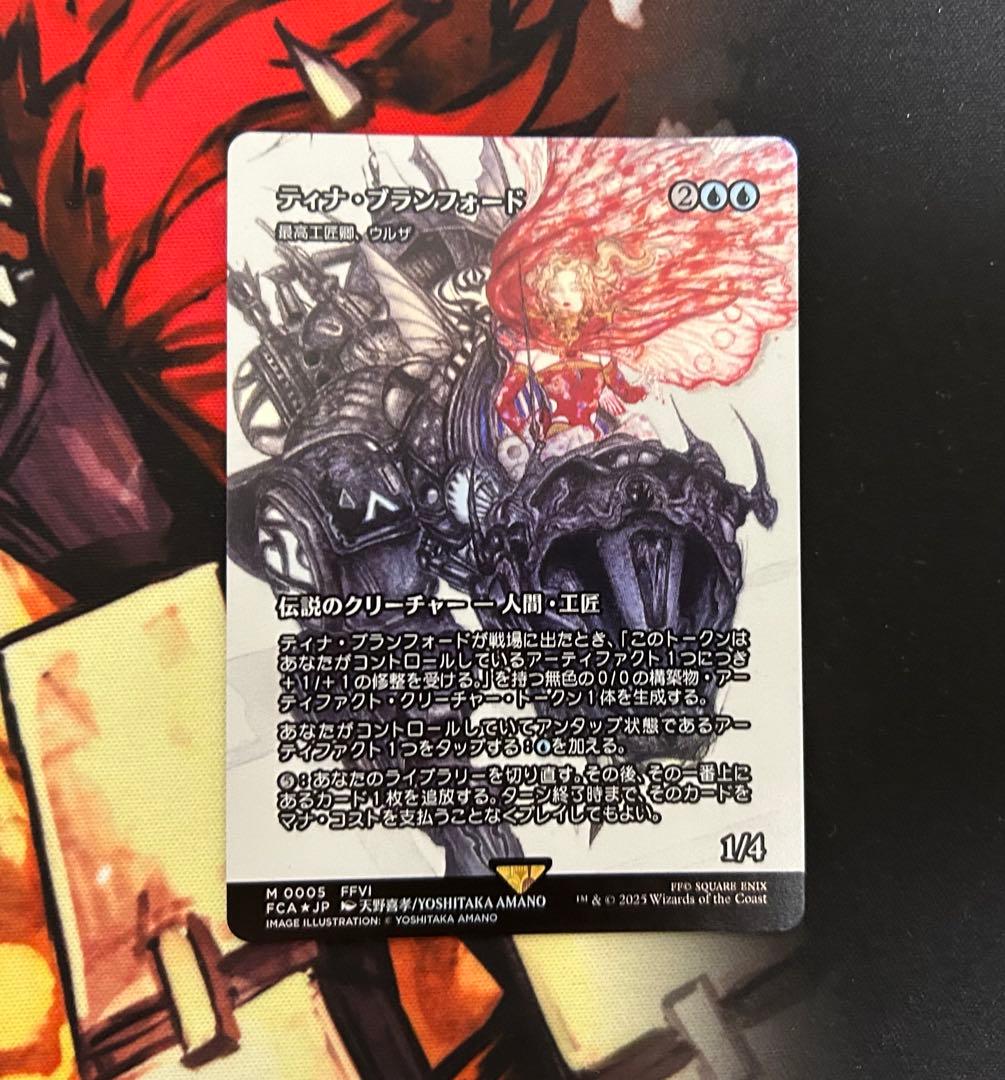 ティナ・ブランフォード
2
最高工匠卿、ウルザ
伝説のクリーチャー ー 人間・工匠
ティナ・ブランフォードが戦場に出たとき、「このトークンは
あなたがコントロールしているアーティファクト1つにつき
+1/+1の修整を受ける。」を持つ無色の0/0の構築物・アー
ティファクト・クリーチャー・トークン1体を生成する。
あなたがコントロールしていてアンタップ状態であるアー
ティファクト1つをタップする：を加える。
5：あなたのライブラリーを切り直す。その後、その一番上に
あるカード1枚を追放する。ターン終了時まで、そのカードを
マナ・コストを支払うことなくプレイしてもよい。
1/4
M 0005 FFVI
FCA★JP 天野喜孝/YOSHITAKA AMANO
IMAGE ILLUSTRATION: © YOSHITAKA AMANO
FF© SQUARE ENIX
™ & © 2025 Wizards of the Coast